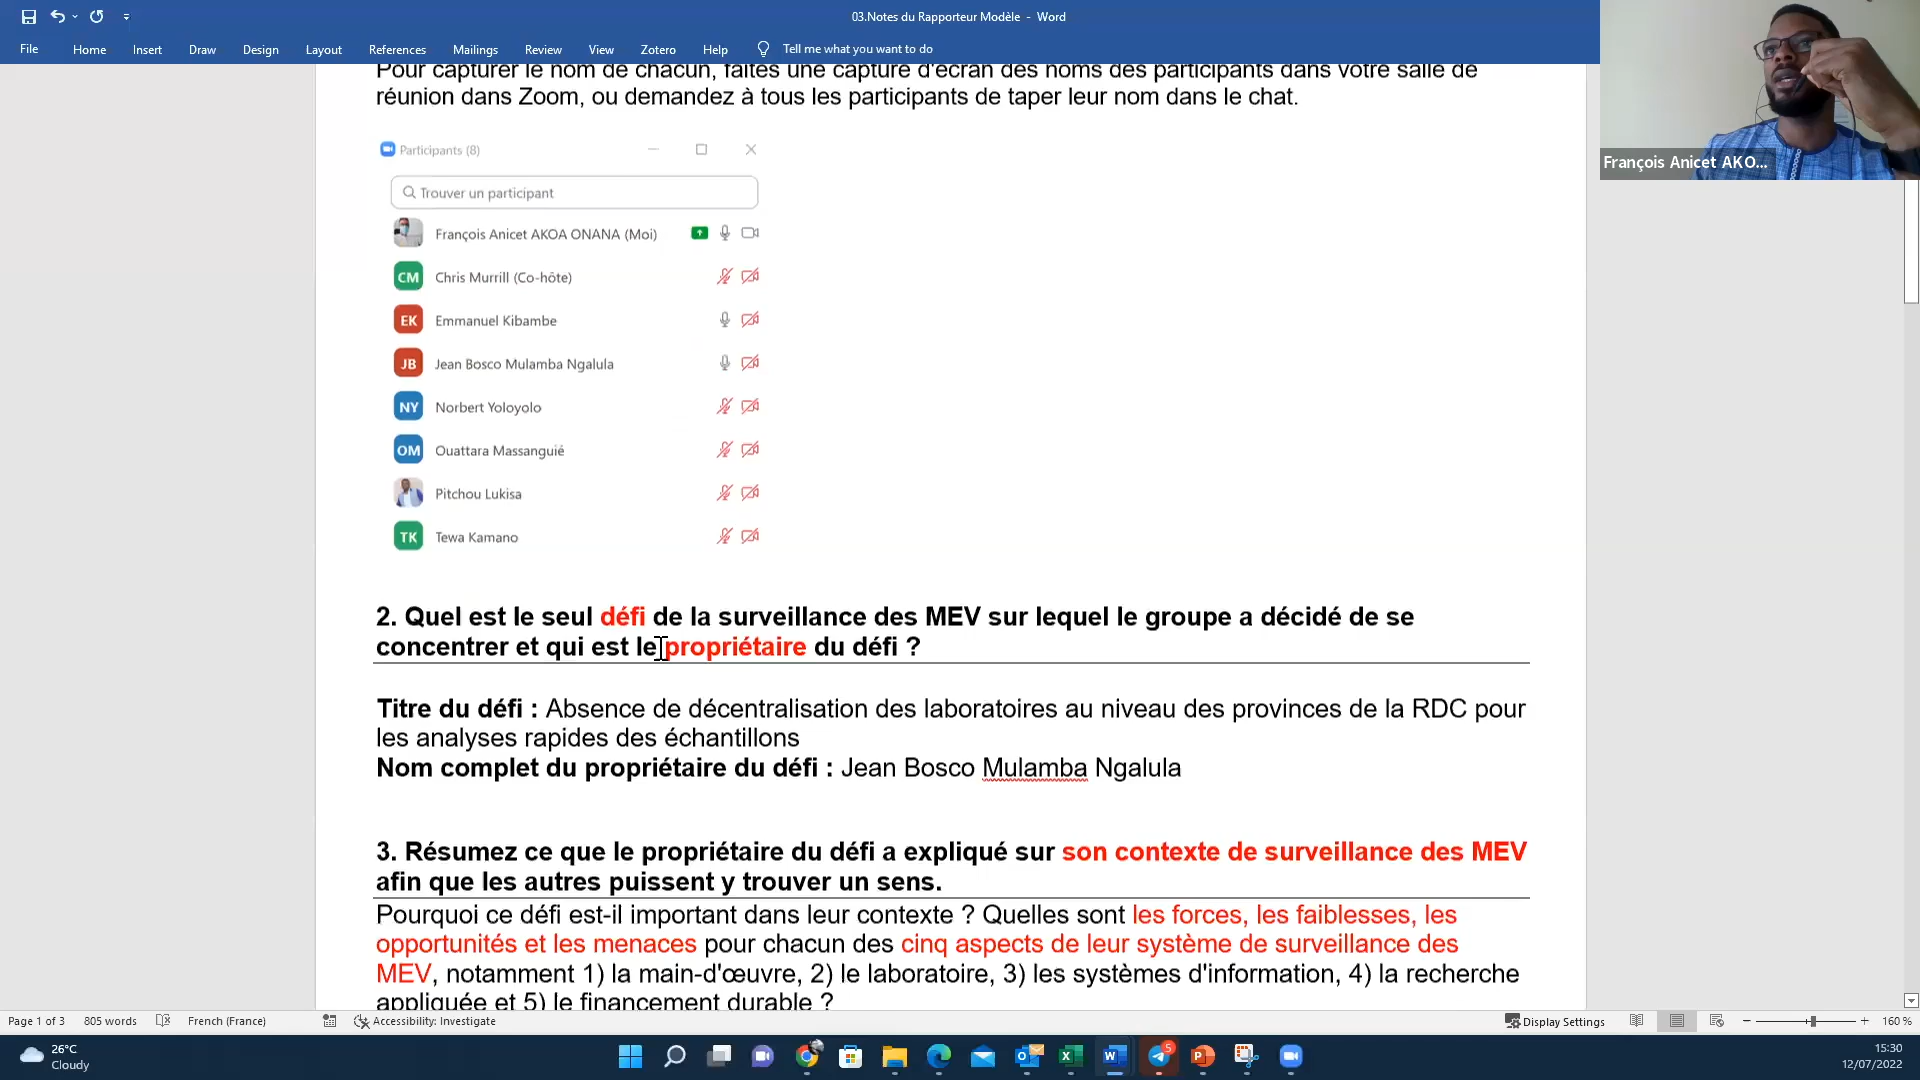 03.Notes du Rapporteur Modèle - Word
File Home Insert Draw Design Layout References Mailings Review View Zotero Help Tell me what you want to do
Pour capturer le nom de chacun, faites une capture d'écran des noms des participants dans votre salle de
réunion dans Zoom, ou demandez à tous les participants de taper leur nom dans le chat.
Participants (8)
Trouver un participant
François Anicet AKOA ONANA (Moi)
CM Chris Murrill (Co-hôte)
EK Emmanuel Kibambe
JB Jean Bosco Mulamba Ngalula
NY Norbert Yoloyolo
OM Ouattara Massanguié
Pitchou Lukisa
TK Tewa Kamano
François Anicet AKO...
2. Quel est le seul défi de la surveillance des MEV sur lequel le groupe a décidé de se
concentrer et qui est le propriétaire du défi ?
Titre du défi : Absence de décentralisation des laboratoires au niveau des provinces de la RDC pour
les analyses rapides des échantillons
Nom complet du propriétaire du défi : Jean Bosco Mulamba Ngalula
3. Résumez ce que le propriétaire du défi a expliqué sur son contexte de surveillance des MEV
afin que les autres puissent y trouver un sens.
Pourquoi ce défi est-il important dans leur contexte ? Quelles sont les forces, les faiblesses, les
opportunités et les menaces pour chacun des cinq aspects de leur système de surveillance des
MEV, notamment 1) la main-d'œuvre, 2) le laboratoire, 3) les systèmes d'information, 4) la recherche
appliquée et 5) le financement durable ?
Page 1 of 3 805 words French (France) Accessibility: Investigate Display Settings 160 %
26°C
Cloudy
5
15:30
12/07/2022